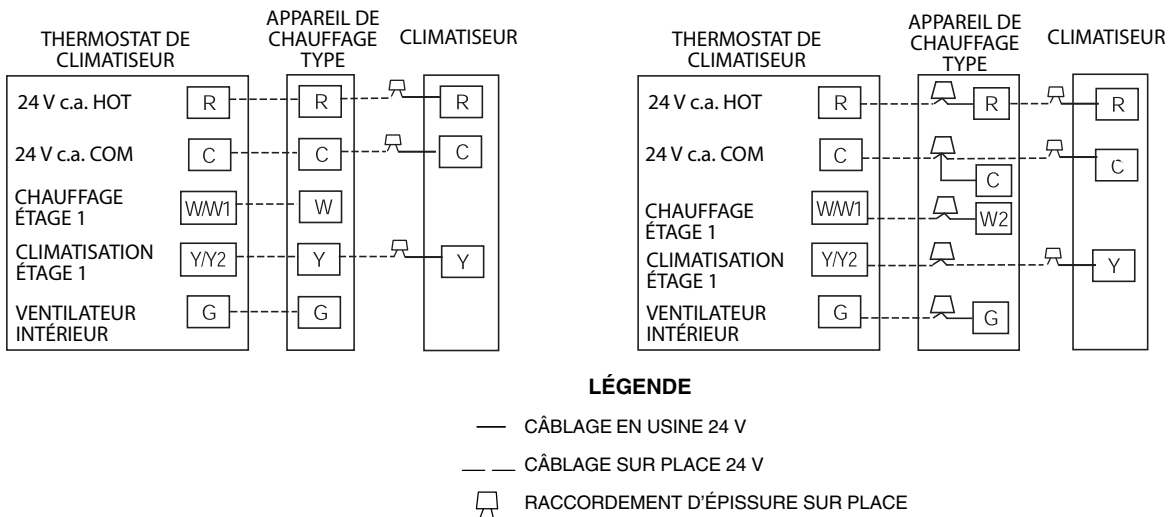 THERMOSTAT DE
CLIMATISEUR
APPAREIL DE
CHAUFFAGE
TYPE
CLIMATISEUR
24 V c.a. HOT
R
R
R
24 V c.a. COM
C
C
C
CHAUFFAGE
ÉTAGE 1
W/W1
W
CLIMATISATION
ÉTAGE 1
Y/Y2
Y
Y
VENTILATEUR
INTÉRIEUR
G
G
THERMOSTAT DE
CLIMATISEUR
APPAREIL DE
CHAUFFAGE
TYPE
CLIMATISEUR
24 V c.a. HOT
R
R
R
24 V c.a. COM
C
C
C
CHAUFFAGE
ÉTAGE 1
W/W1
W2
CLIMATISATION
ÉTAGE 1
Y/Y2
Y
VENTILATEUR
INTÉRIEUR
G
G
LÉGENDE
CÂBLAGE EN USINE 24 V
CÂBLAGE SUR PLACE 24 V
RACCORDEMENT D'ÉPISSURE SUR PLACE